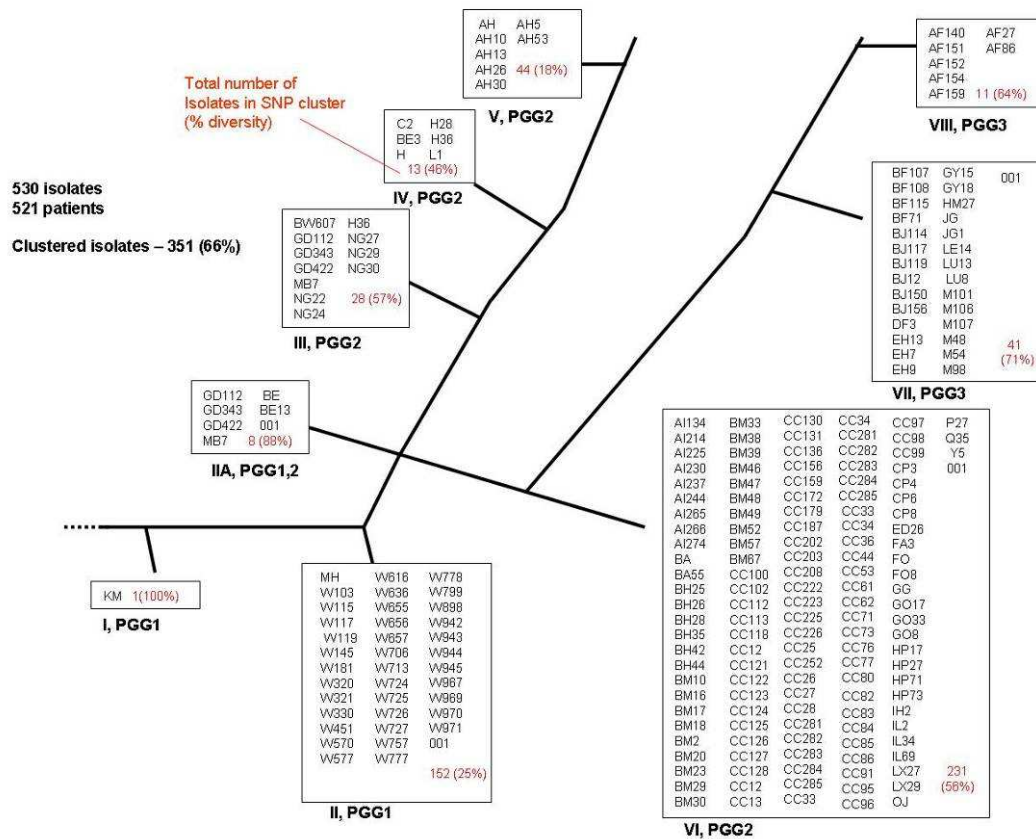 AH AH5
AH10 AH53
AH13
AH26 44 (18%)
AH30
V, PGG2
AF140 AF27
AF151 AF86
AF152
AF154
AF159 11 (64%)
VIII, PGG3
Total number of
Isolates in SNP cluster
(% diversity)
C2 H28
BE3 H36
H L1
13 (46%)
IV, PGG2
530 isolates
521 patients
Clustered isolates – 351 (66%)
BW607 H36
GD112 NG27
GD343 NG29
GD422 NG30
MB7
NG22 28 (57%)
NG24
III, PGG2
BF107 GY15 001
BF108 GY18
BF115 HM27
BF71 JG
BJ114 JG1
BJ117 LE14
BJ119 LU13
BJ12 LU8
BJ150 M101
BJ156 M106
DF3 M107
EH13 M48
EH7 M54 41
EH9 M98 (71%)
VII, PGG3
GD112 BE
GD343 BE13
GD422 001
MB7 8 (88%)
IIA, PGG1,2
KM 1(100%)
I, PGG1
MH W616 W778
W103 W636 W799
W115 W655 W898
W117 W656 W942
W119 W657 W943
W145 W706 W944
W181 W713 W945
W320 W724 W967
W321 W725 W969
W330 W726 W970
W451 W727 W971
W570 W757 001
W577 W777
152 (25%)
II, PGG1
AI134 BM33 CC130 CC34 CC97 P27
AI214 BM38 CC131 CC281 CC98 Q35
AI225 BM39 CC136 CC282 CC99 Y5
AI230 BM46 CC156 CC283 CP3 001
AI237 BM47 CC159 CC284 CP4
AI244 BM48 CC172 CC285 CP6
AI265 BM49 CC179 CC33 CP8
AI266 BM52 CC187 CC34 ED26
AI274 BM57 CC202 CC36 FA3
BA BM67 CC203 CC44 FO
BA55 CC100 CC208 CC53 FO8
BH25 CC102 CC222 CC61 GG
BH26 CC112 CC223 CC62 GO17
BH28 CC113 CC225 CC71 GO33
BH35 CC118 CC226 CC73 GO8
BH42 CC12 CC25 CC76 HP17
BH44 CC121 CC252 CC77 HP27
BM10 CC122 CC26 CC80 HP71
BM16 CC123 CC27 CC82 HP73
BM17 CC124 CC28 CC83 IH2
BM18 CC125 CC281 CC84 IL2
BM2 CC126 CC282 CC85 IL34
BM20 CC127 CC283 CC86 IL69
BM23 CC128 CC284 CC91 LX27 231
BM29 CC12 CC285 CC95 LX29 (56%)
BM30 CC13 CC33 CC96 OJ
VI, PGG2